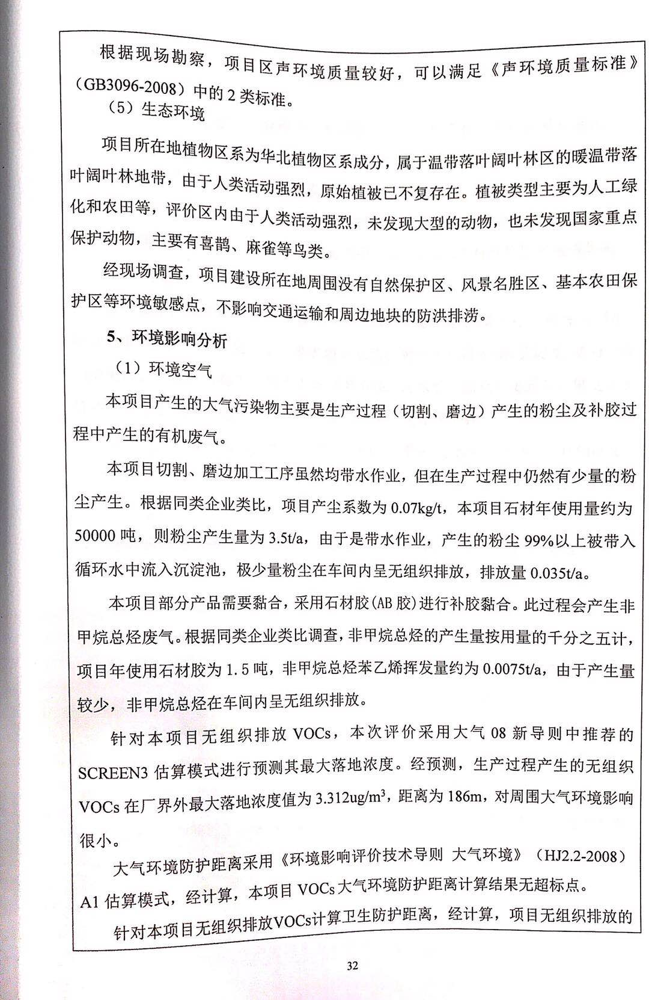 根据现场勘察，项目区声环境质量较好，可以满足《声环境质量标准》
（GB3096-2008）中的 2 类标准。
（5）生态环境
项目所在地植物区系为华北植物区系成分，属于温带落叶阔叶林区的暖温带落
叶阔叶林地带，由于人类活动强烈，原始植被已不复存在。植被类型主要为人工绿
化和农田等，评价区内由于人类活动强烈，未发现大型的动物，也未发现国家重点
保护动物，主要有喜鹊、麻雀等鸟类。
经现场调查，项目建设所在地周围没有自然保护区、风景名胜区、基本农田保
护区等环境敏感点，不影响交通运输和周边地块的防洪排涝。
5、环境影响分析
（1）环境空气
本项目产生的大气污染物主要是生产过程（切割、磨边）产生的粉尘及补胶过
程中产生的有机废气。
本项目切割、磨边加工工序虽然均带水作业，但在生产过程中仍然有少量的粉
尘产生。根据同类企业类比，项目产尘系数为 0.07kg/t，本项目石材年使用量约为
50000 吨，则粉尘产生量为 3.5t/a，由于是带水作业，产生的粉尘 99%以上被带入
循环水中流入沉淀池，极少量粉尘在车间内呈无组织排放，排放量 0.035t/a。
本项目部分产品需要黏合，采用石材胶(AB 胶)进行补胶黏合。此过程会产生非
甲烷总烃废气。根据同类企业类比调查，非甲烷总烃的产生量按用量的千分之五计，
项目年使用石材胶为 1.5 吨，非甲烷总烃苯乙烯挥发量约为 0.0075t/a，由于产生量
较少，非甲烷总烃在车间内呈无组织排放。
针对本项目无组织排放 VOCs，本次评价采用大气 08 新导则中推荐的
SCREEN3 估算模式进行预测其最大落地浓度。经预测，生产过程产生的无组织
VOCs 在厂界外最大落地浓度值为 3.312ug/m³，距离为 186m，对周围大气环境影响
很小。
大气环境防护距离采用《环境影响评价技术导则 大气环境》（HJ2.2-2008）
A1 估算模式，经计算，本项目 VOCs 大气环境防护距离计算结果无超标点。
针对本项目无组织排放VOCs计算卫生防护距离，经计算，项目无组织排放的
32